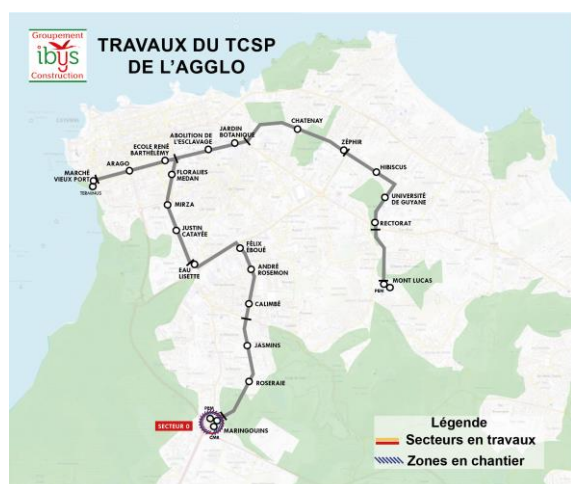 Groupement
ibys
Construction
TRAVAUX DU TCSP
DE L'AGGLO
CHATENAY
JARDIN
BOTANIQUE
ABOLITION DE
L'ESCLAVAGE
ECOLE RENÉ
BARTHÉLÉMY
ARAGO
MARCHÉ
VIEUX PORT
TERMINUS
ZÉPHIR
HIBISCUS
UNIVERSITÉ
DE GUYANE
RECTORAT
MONT LUCAS
FLORALIES
MEDAN
MIRZA
JUSTIN
CATAYÉE
EAU
LISETTE
FÉLIX
ÉBOUÉ
ANDRÉ
ROSEMON
CALIMBÉ
JASMINS
ROSERAIE
SECTEUR 0
MARINGOUINS
Légende
Secteurs en travaux
Zones en chantier